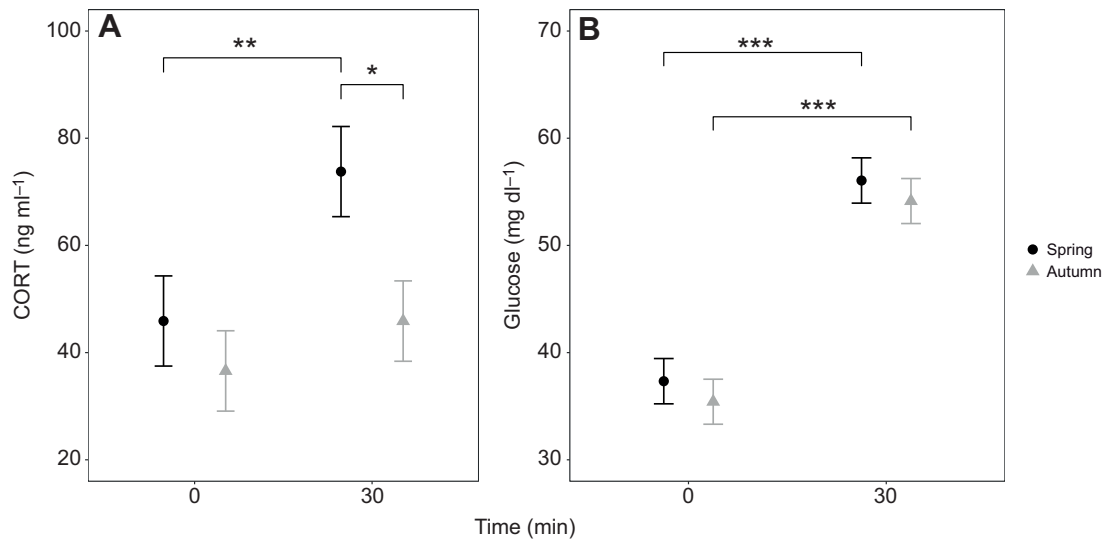 A
B
100
80
60
40
20
CORT (ng ml⁻¹)
**
*
0
30
70
60
50
40
30
Glucose (mg dl⁻¹)
***
***
0
30
Time (min)
Spring
Autumn